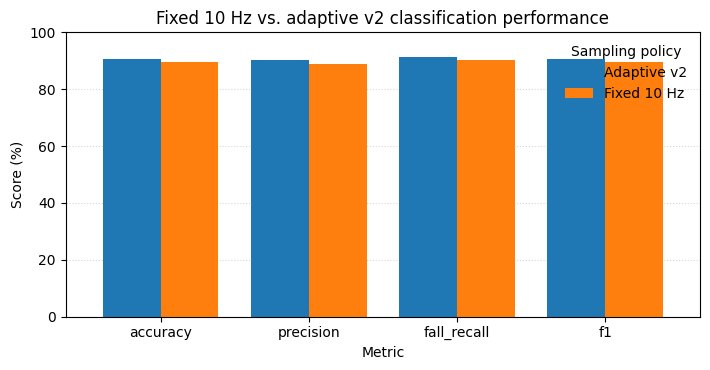 Fixed 10 Hz vs. adaptive v2 classification performance
Score (%)
100
80
60
40
20
0
Sampling policy
Adaptive v2
Fixed 10 Hz
accuracy
precision
fall_recall
f1
Metric